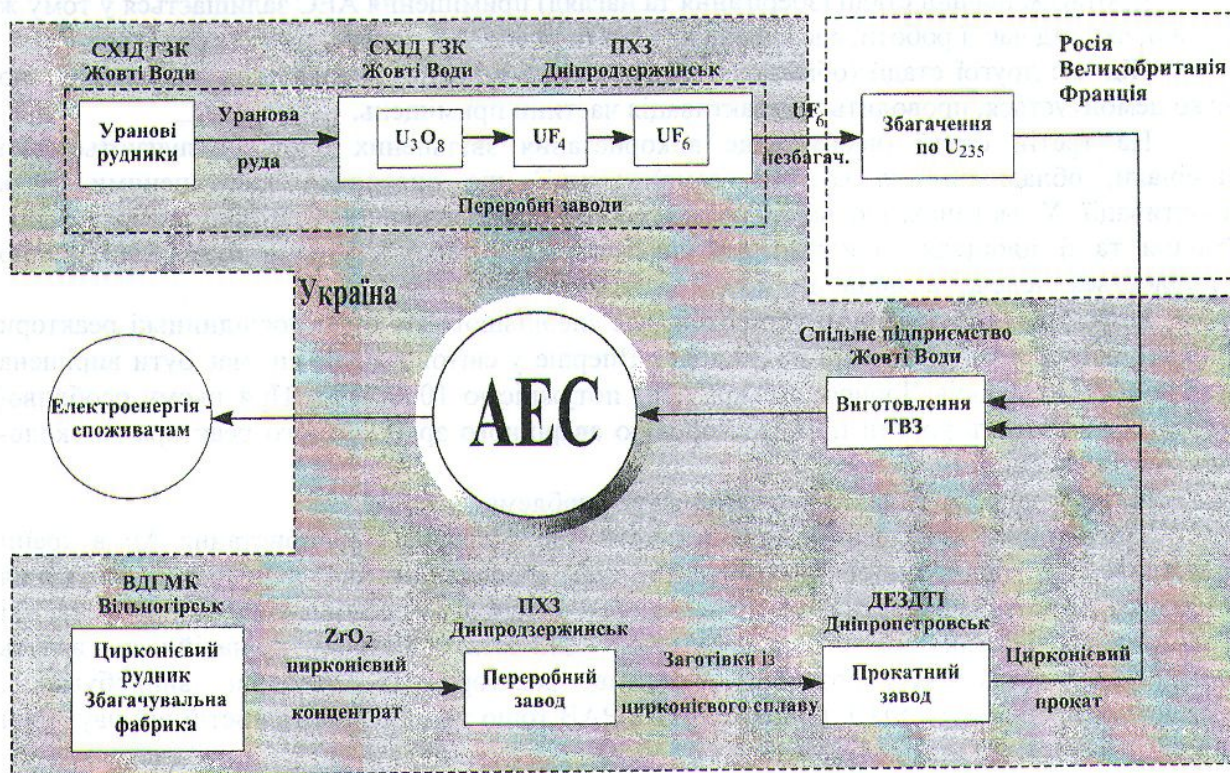 СХІД ГЗК
Жовті Води
СХІД ГЗК
Жовті Води
ПХЗ
Дніпродзержинськ
Росія
Великобританія
Франція
Уранові
рудники
Уранова
руда
U₃O₈
UF₄
UF₆
UF₆
незбагач.
Збагачення
по U₂₃₅
Переробні заводи
Україна
Спільне підприємство
Жовті Води
Електроенергія
споживачам
АЕС
Виготовлення
ТВЗ
ВДГМК
Вільногірськ
Цирконієвий
рудник
Збагачувальна
фабрика
ZrO₂
цирконієвий
концентрат
ПХЗ
Дніпродзержинськ
Переробний
завод
Заготівки із
цирконієвого сплаву
ДЕЗДТІ
Дніпропетровськ
Прокатний
завод
Цирконієвий
прокат